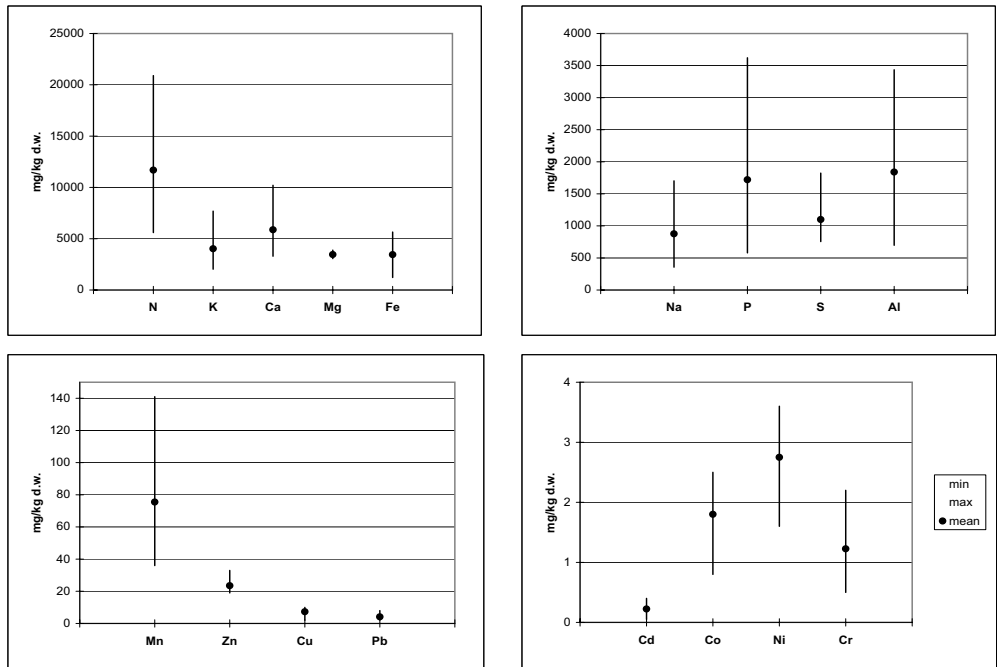 mg/kg d.w.
25000
20000
15000
10000
5000
0
N K Ca Mg Fe
mg/kg d.w.
4000
3500
3000
2500
2000
1500
1000
500
0
Na P S Al
mg/kg d.w.
140
120
100
80
60
40
20
0
Mn Zn Cu Pb
mg/kg d.w.
4
3
2
1
0
Cd Co Ni Cr
min
max
mean